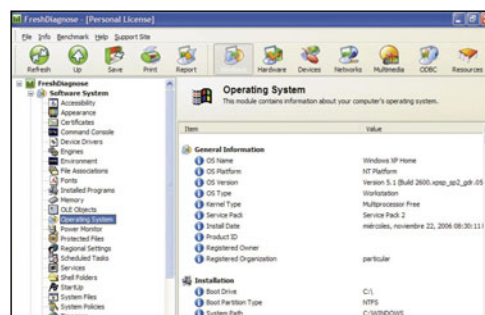 FreshDiagnose - [Personal License]
File Info Benchmark Help Support Site
Refresh Up Save Print Report Hardware Devices Networks Multimedia ODBC Resources
FreshDiagnose
Software System
Accessibility
Appearance
Certificates
Command Console
Device Drivers
Engines
Environment
File Associations
Fonts
Installed Programs
Memory
OLE Objects
Operating System
Power Monitor
Protected Files
Regional Settings
Scheduled Tasks
Services
Shell Folders
StartUp
System Files
System Policies
Operating System
This module contains information about your computer's operating system.
Item Value
General Information
OS Name Windows XP Home
OS Platform NT Platform
OS Version Version 5.1 (Build 2600.xpsp_sp2_gdr.05
OS Type Workstation
Kernel Type Multiprocessor Free
Service Pack Service Pack 2
Install Date miércoles, noviembre 22, 2006 08:30:11
Product ID
Registered Owner
Registered Organization particular
Installation
Boot Drive C:\
Boot Partition Type NTFS
System Path C:\WINDOWS